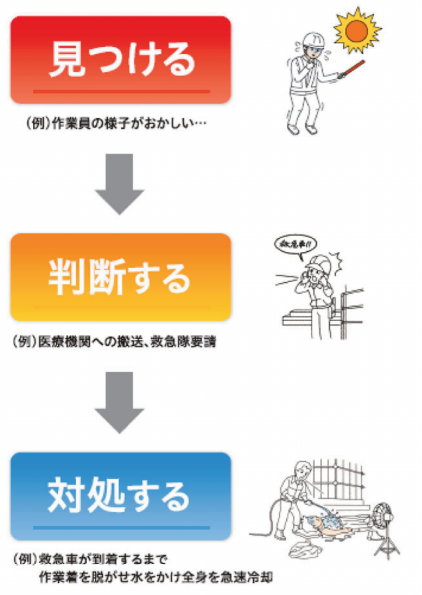 見つける
（例）作業員の様子がおかしい…
判断する
救急車!!
（例）医療機関への搬送、救急隊要請
対処する
（例）救急車が到着するまで
作業着を脱がせ水をかけ全身を急速冷却